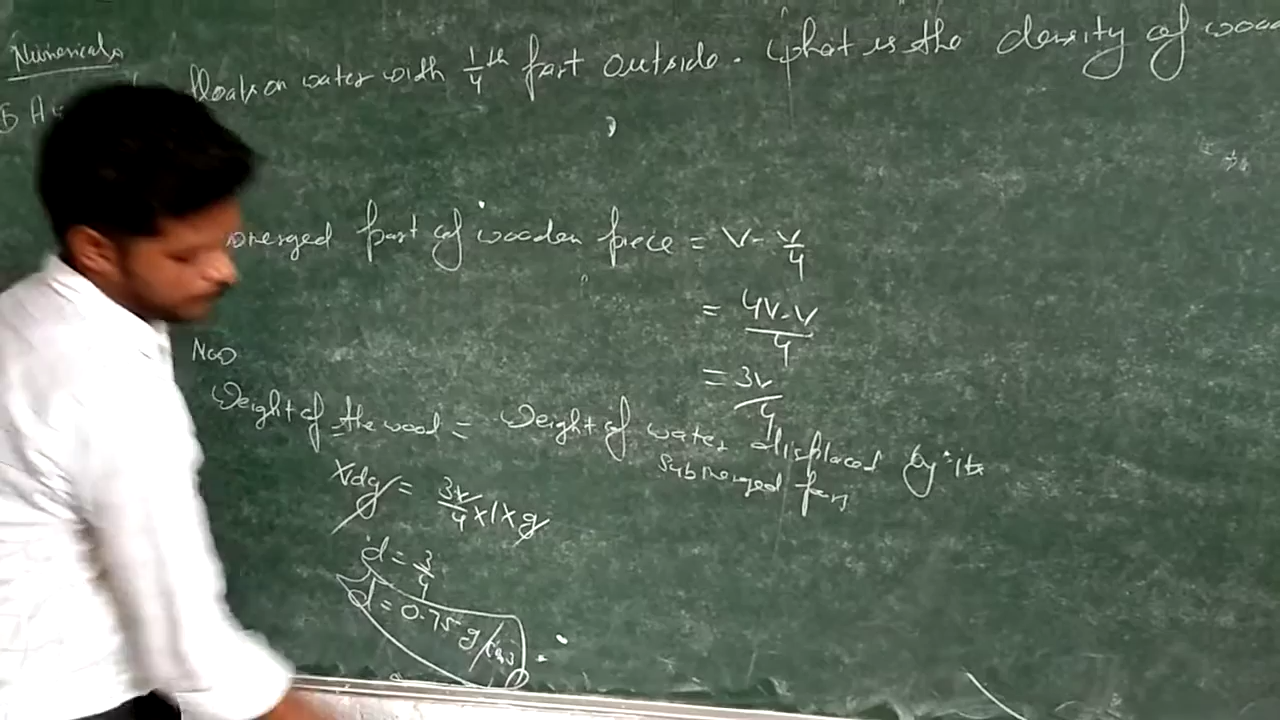 Numericals
floats on water with 1/4th part outside. What is the density of wood
submerged part of wooden piece = V - V/4
= 4V-V/4
= 3V/4
Now
Weight of the wood = Weight of water displaced by its
submerged part
Vdg = 3V/4 x 1 x g
d = 3/4
d = 0.75 g/cm3